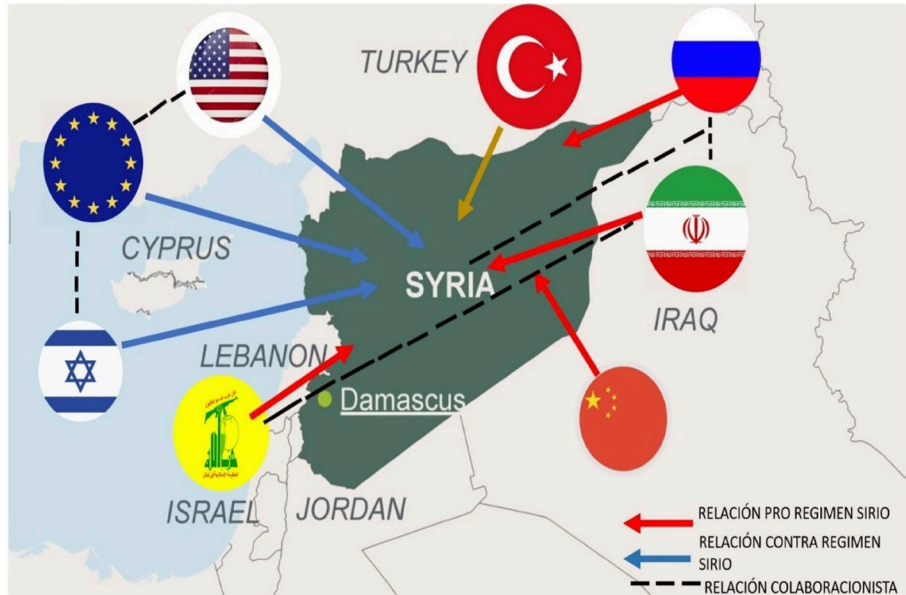 TURKEY
CYPRUS
SYRIA
IRAQ
LEBANON
Damascus
ISRAEL
JORDAN
RELACIÓN PRO REGIMEN SIRIO
RELACIÓN CONTRA REGIMEN
SIRIO
RELACIÓN COLABORACIONISTA